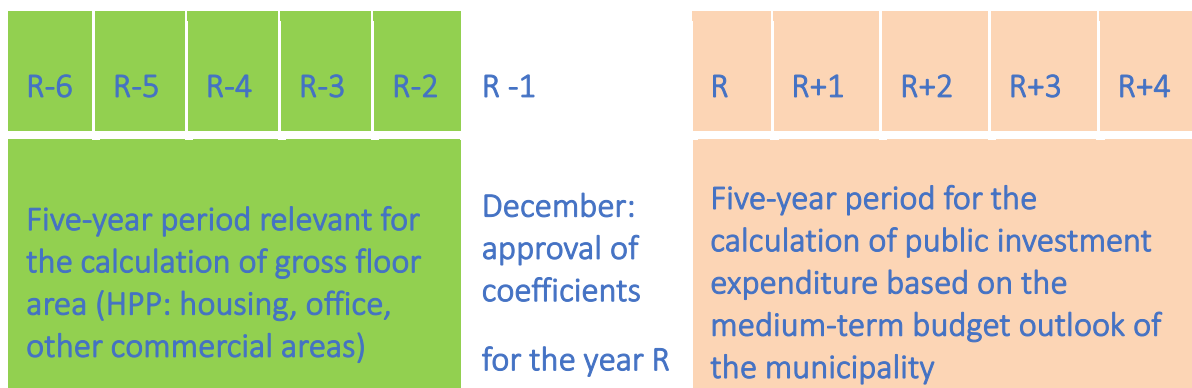 R-6 R-5 R-4 R-3 R-2 R -1 R R+1 R+2 R+3 R+4
Five-year period relevant for
the calculation of gross floor
area (HPP: housing, office,
other commercial areas)
December:
approval of
coefficients
for the year R
Five-year period for the
calculation of public investment
expenditure based on the
medium-term budget outlook of
the municipality